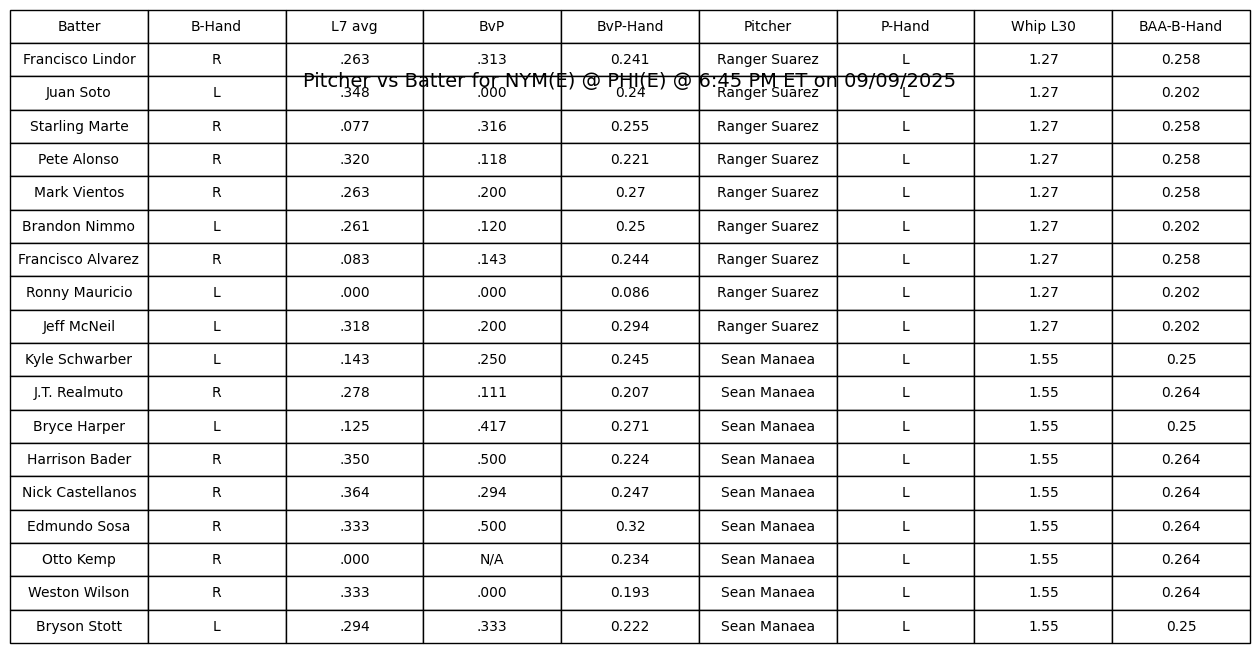 Batter B-Hand L7 avg BvP BvP-Hand Pitcher P-Hand Whip L30 BAA-B-Hand
Francisco Lindor R .263 .313 0.241 Ranger Suarez L 1.27 0.258
Pitcher vs Batter for NYM(E) @ PHI(E) @ 6:45 PM ET on 09/09/2025
Juan Soto L .348 .000 0.24 Ranger Suarez L 1.27 0.202
Starling Marte R .077 .316 0.255 Ranger Suarez L 1.27 0.258
Pete Alonso R .320 .118 0.221 Ranger Suarez L 1.27 0.258
Mark Vientos R .263 .200 0.27 Ranger Suarez L 1.27 0.258
Brandon Nimmo L .261 .120 0.25 Ranger Suarez L 1.27 0.202
Francisco Alvarez R .083 .143 0.244 Ranger Suarez L 1.27 0.258
Ronny Mauricio L .000 .000 0.086 Ranger Suarez L 1.27 0.202
Jeff McNeil L .318 .200 0.294 Ranger Suarez L 1.27 0.202
Kyle Schwarber L .143 .250 0.245 Sean Manaea L 1.55 0.25
J.T. Realmuto R .278 .111 0.207 Sean Manaea L 1.55 0.264
Bryce Harper L .125 .417 0.271 Sean Manaea L 1.55 0.25
Harrison Bader R .350 .500 0.224 Sean Manaea L 1.55 0.264
Nick Castellanos R .364 .294 0.247 Sean Manaea L 1.55 0.264
Edmundo Sosa R .333 .500 0.32 Sean Manaea L 1.55 0.264
Otto Kemp R .000 N/A 0.234 Sean Manaea L 1.55 0.264
Weston Wilson R .333 .000 0.193 Sean Manaea L 1.55 0.264
Bryson Stott L .294 .333 0.222 Sean Manaea L 1.55 0.25